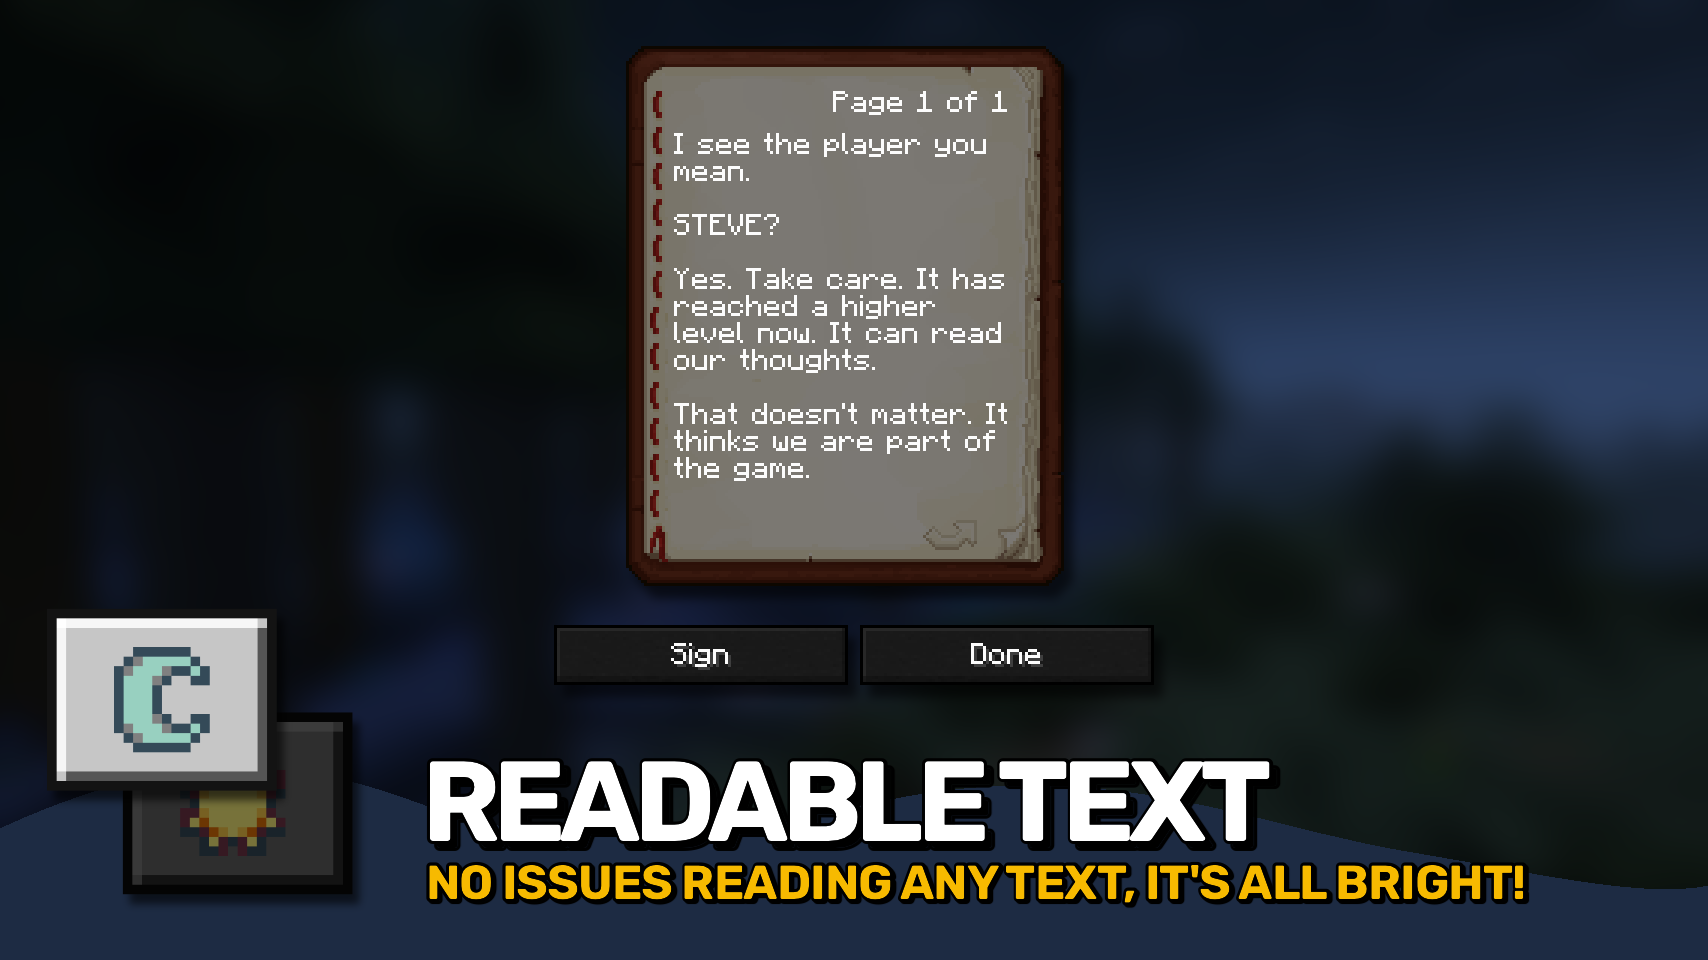 Page 1 of 1
I see the player you
mean.
STEVE?
Yes. Take care. It has
reached a higher
level now. It can read
our thoughts.
That doesn't matter. It
thinks we are part of
the game.
Sign
Done
READABLE TEXT
NO ISSUES READING ANY TEXT, IT'S ALL BRIGHT!